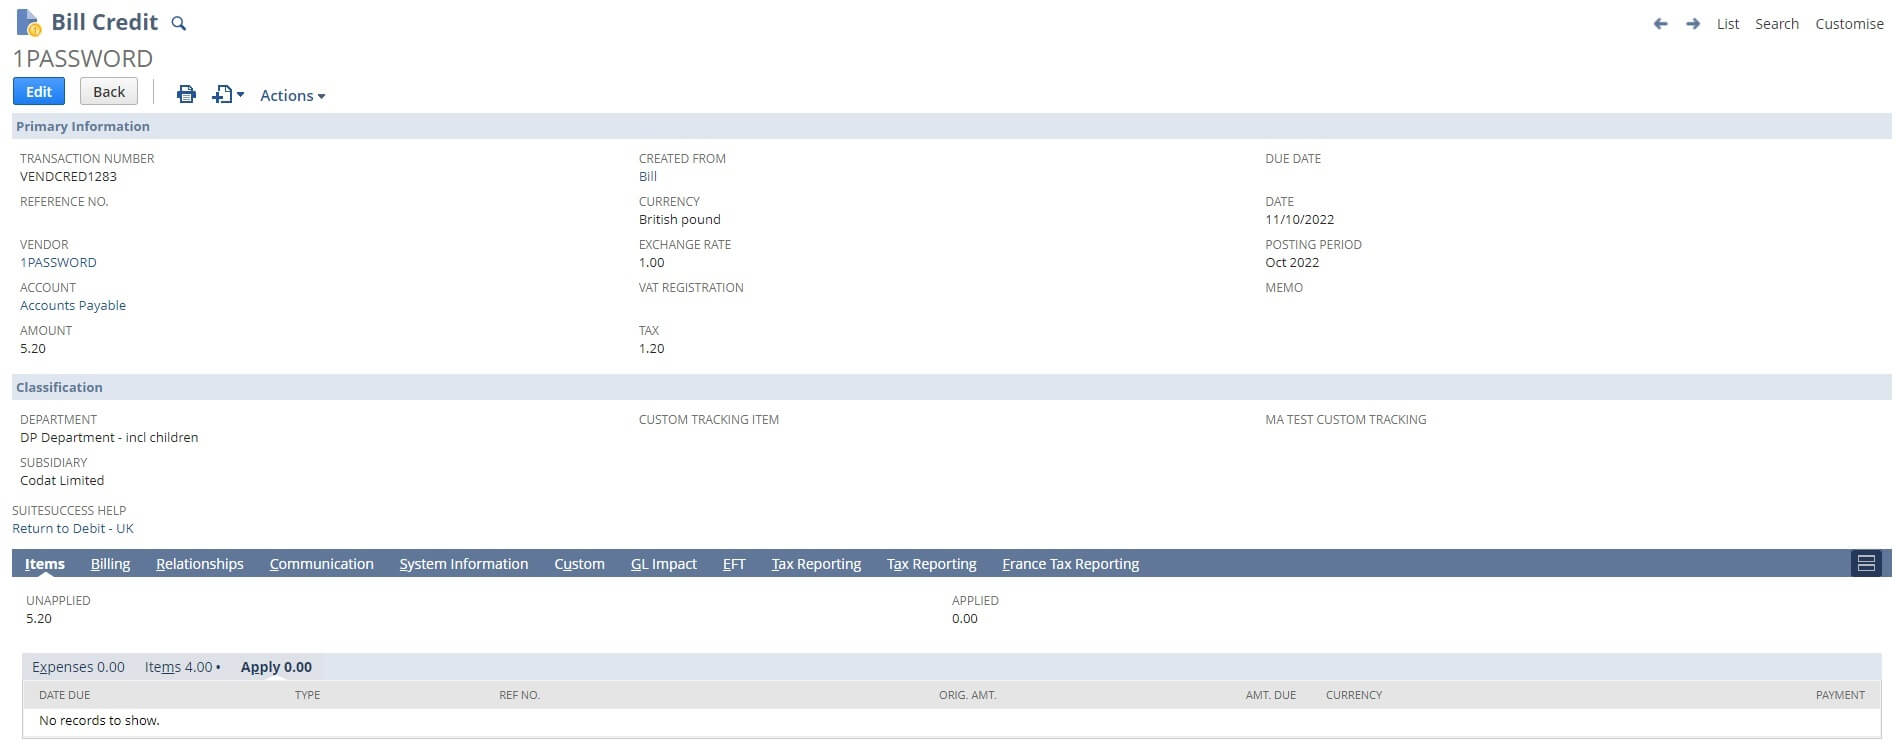 Bill Credit
List Search Customise
1PASSWORD
Edit Back Actions
Primary Information
TRANSACTION NUMBER CREATED FROM DUE DATE
VENDCRED1283 Bill
REFERENCE NO. CURRENCY DATE
British pound 11/10/2022
VENDOR EXCHANGE RATE POSTING PERIOD
1PASSWORD 1.00 Oct 2022
ACCOUNT VAT REGISTRATION MEMO
Accounts Payable
AMOUNT TAX
5.20 1.20
Classification
DEPARTMENT CUSTOM TRACKING ITEM MA TEST CUSTOM TRACKING
DP Department - incl children
SUBSIDIARY
Codat Limited
SUITESUCCESS HELP
Return to Debit - UK
Items Billing Relationships Communication System Information Custom GL Impact EFT Tax Reporting Tax Reporting France Tax Reporting
UNAPPLIED APPLIED
5.20 0.00
Expenses 0.00 Items 4.00 • Apply 0.00
DATE DUE TYPE REF NO. ORIG. AMT. AMT. DUE CURRENCY PAYMENT
No records to show.